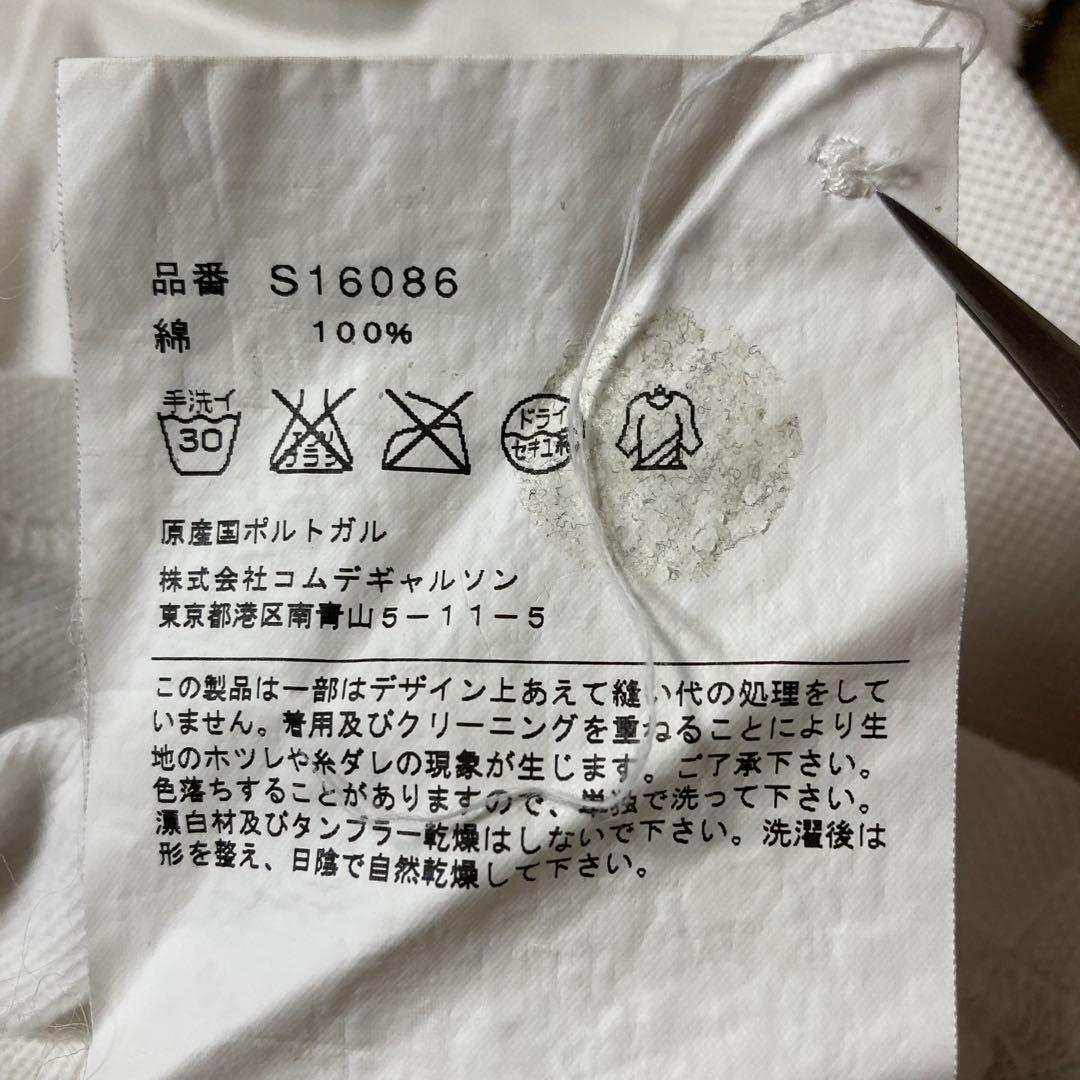 品番 S16086
綿 100%
手洗イ
30
エンソ
サラシ
ドライ
セキユ系
原産国ポルトガル
株式会社コムデギャルソン
東京都港区南青山5-11-5
この製品は一部はデザイン上あえて縫い代の処理をして
いません。着用及びクリーニングを重ねることにより生
地のホツレや糸ダレの現象が生じます。ご了承下さい。
色落ちすることがありますので、単独で洗って下さい。
漂白材及びタンブラー乾燥はしないで下さい。洗濯後は
形を整え、日陰で自然乾燥して下さい。